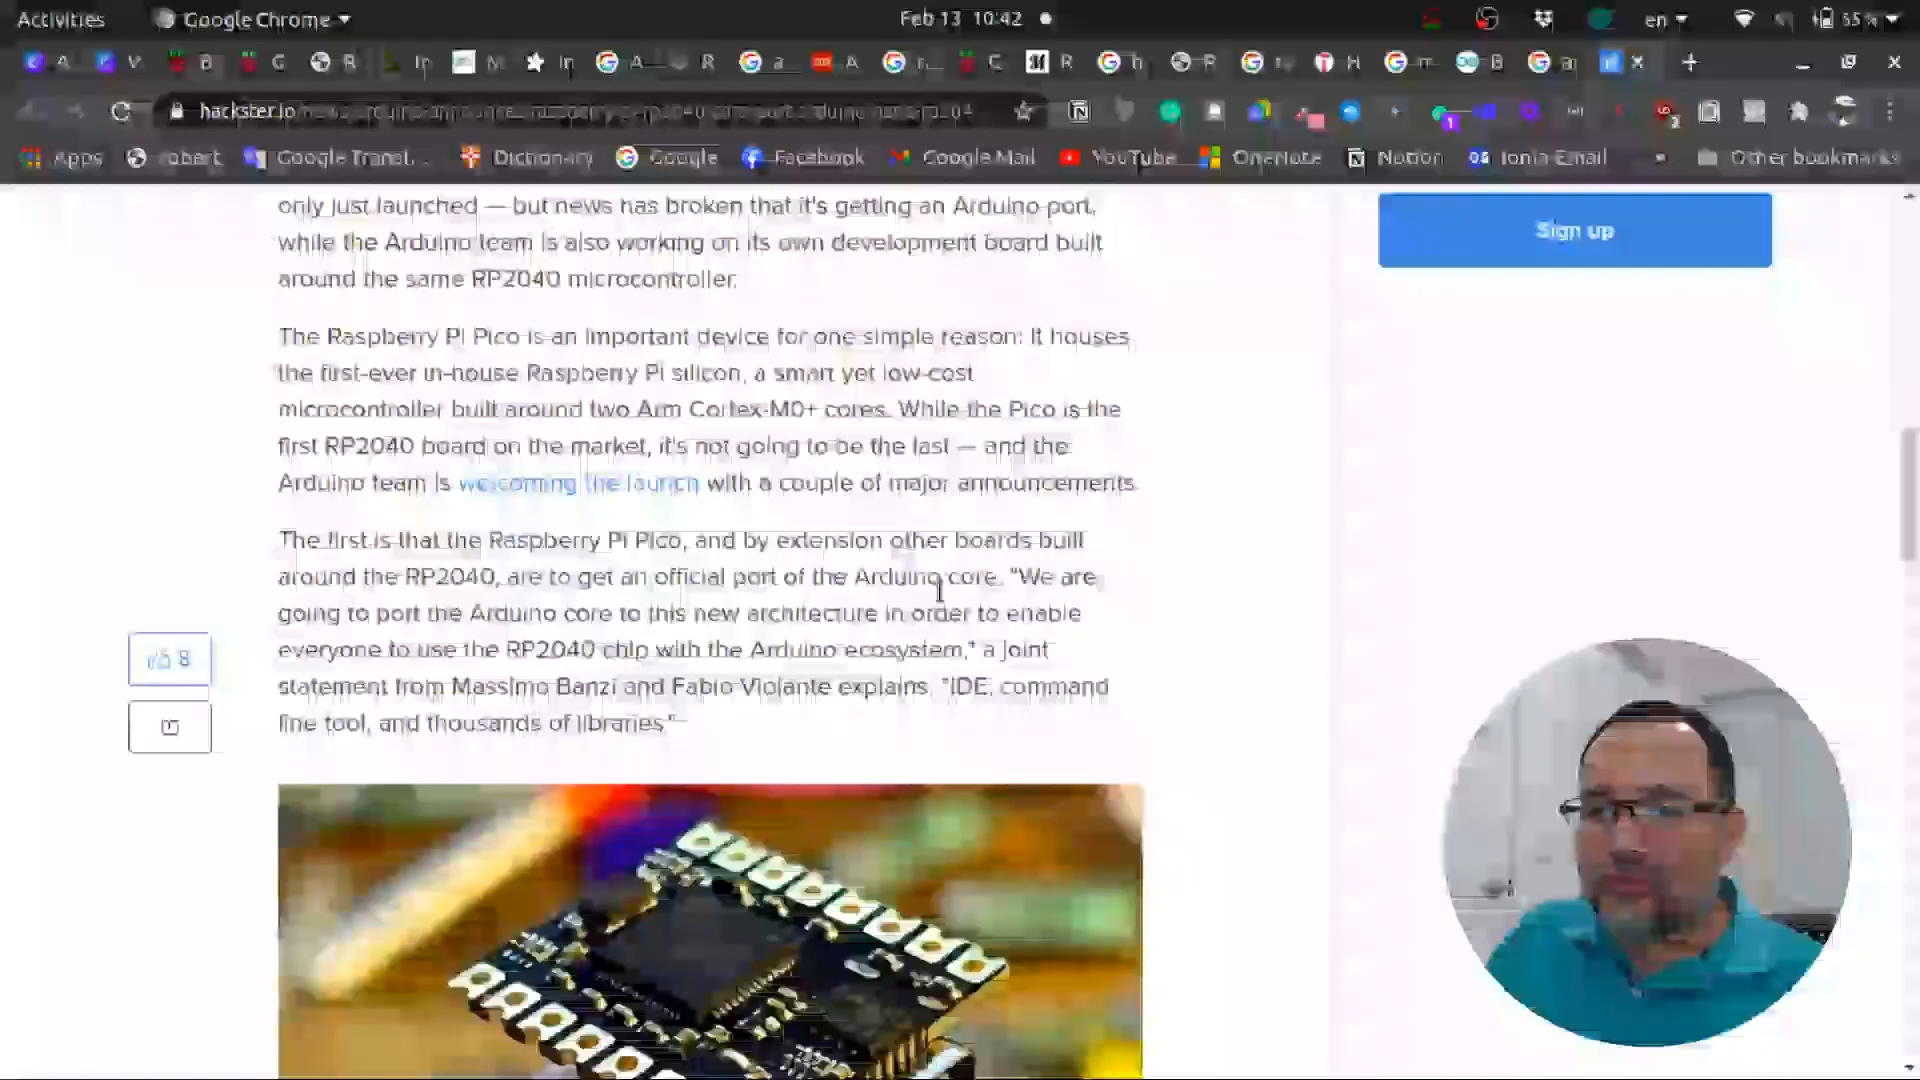 Activities
Google Chrome
Feb 13 10:42
en
55 %
A
V
B
G
R
In
M
In
A
R
a
A
C
R
h
R
H
B
hackster.io
Apps
robert
Google Transl...
Dictionary
Google
Facebook
Google Mail
YouTube
OneNote
Notion
Ionia Email
Other bookmarks
only just launched — but news has broken that it's getting an Arduino port,
while the Arduino team is also working on its own development board built
around the same RP2040 microcontroller.
Sign up
The Raspberry Pi Pico is an important device for one simple reason: It houses
the first-ever in-house Raspberry Pi silicon, a smart yet low-cost
microcontroller built around two Arm Cortex-M0+ cores. While the Pico is the
first RP2040 board on the market, it's not going to be the last — and the
Arduino team is welcoming the launch with a couple of major announcements.
The first is that the Raspberry Pi Pico, and by extension other boards built
around the RP2040, are to get an official port of the Arduino core. "We are
going to port the Arduino core to this new architecture in order to enable
everyone to use the RP2040 chip with the Arduino ecosystem," a joint
statement from Massimo Banzi and Fabio Violante explains. "IDE, command
line tool, and thousands of libraries."
8